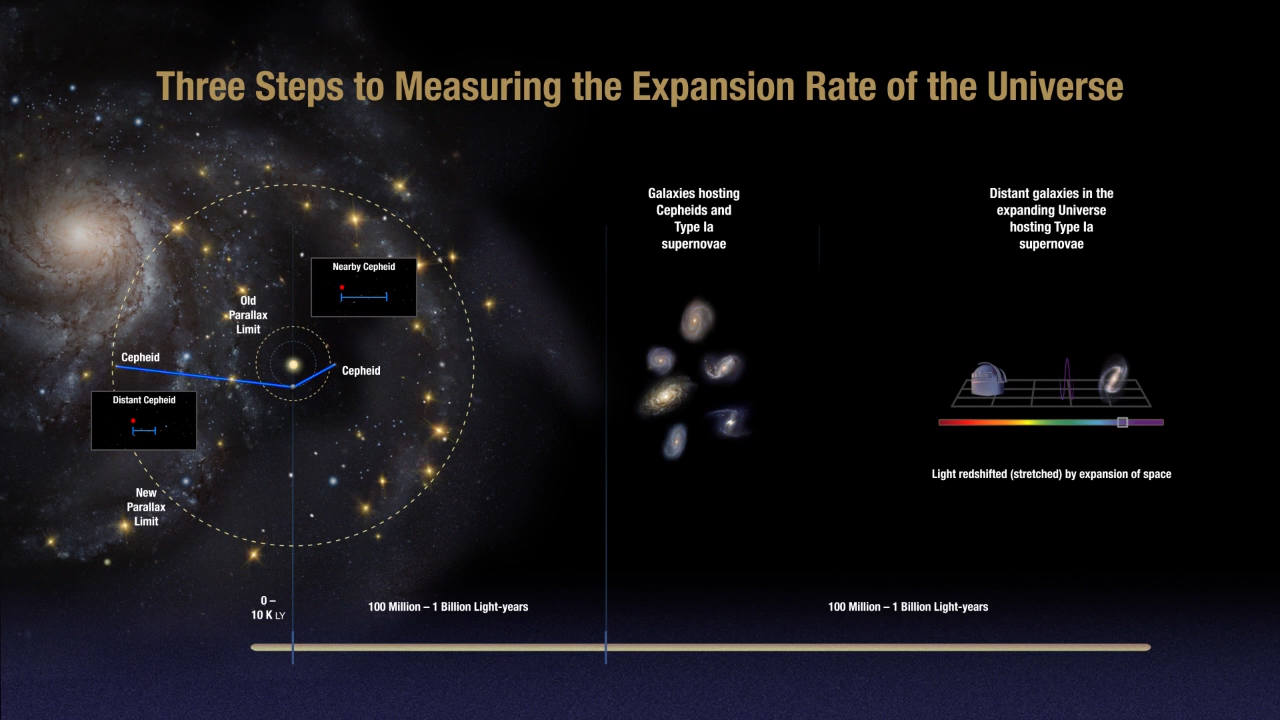 Three Steps to Measuring the Expansion Rate of the Universe
Galaxies hosting
Cepheids and
Type Ia
supernovae
Distant galaxies in the
expanding Universe
hosting Type Ia
supernovae
Nearby Cepheid
Old
Parallax
Limit
Cepheid
Cepheid
Distant Cepheid
New
Parallax
Limit
Light redshifted (stretched) by expansion of space
0 –
10 K LY
100 Million – 1 Billion Light-years
100 Million – 1 Billion Light-years